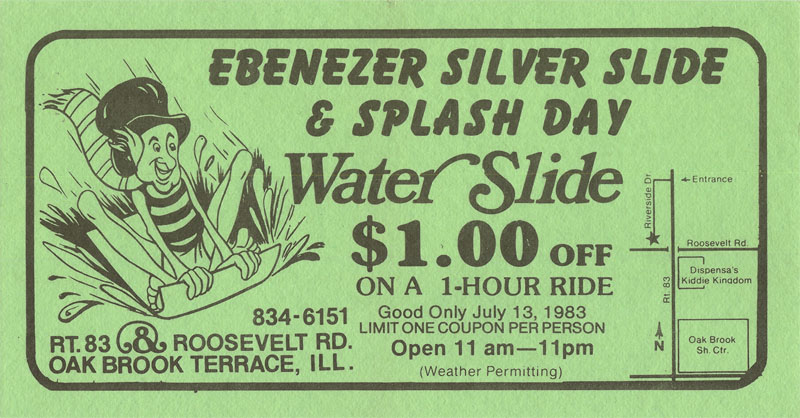 EBENEZER SILVER SLIDE
& SPLASH DAY
Water Slide
$1.00 OFF
ON A 1-HOUR RIDE
834-6151
RT. 83 & ROOSEVELT RD.
OAK BROOK TERRACE, ILL.
Good Only July 13, 1983
LIMIT ONE COUPON PER PERSON
Open 11 am—11pm
(Weather Permitting)
Riverside Dr
Entrance
Roosevelt Rd.
Dispensa's
Kiddie Kingdom
Rt. 83
N
Oak Brook
Sh. Ctr.